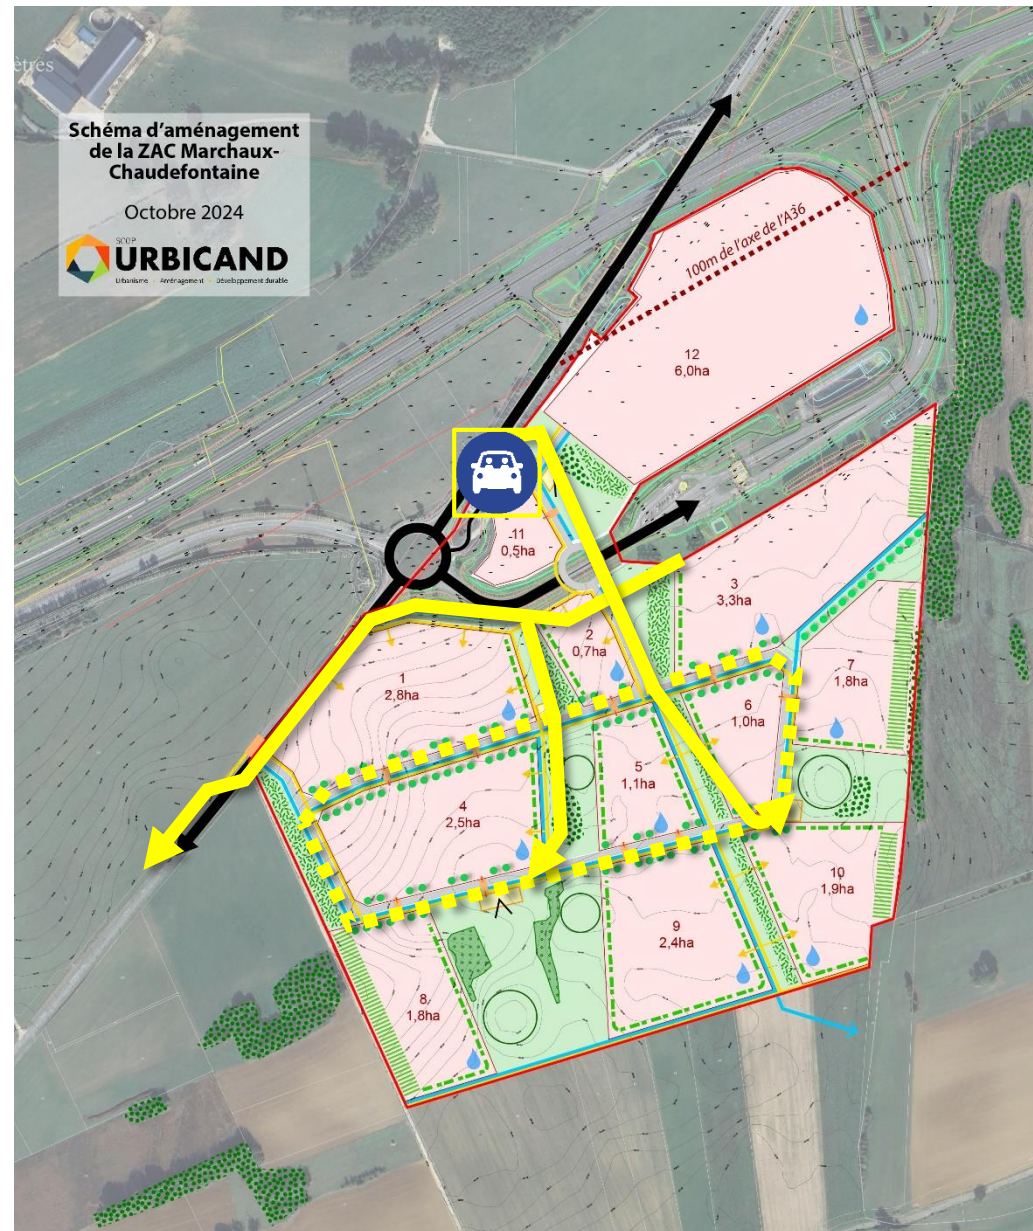 ètres
Schéma d'aménagement
de la ZAC Marchaux-
Chaudefontaine
Octobre 2024
SCOP
URBICAND
Urbanisme - Aménagement - Développement durable
100m de l'axe de l'A36
12
6,0ha
11
0,5ha
3
3,3ha
2
0,7ha
1
2,8ha
7
1,8ha
6
1,0ha
5
1,1ha
4
2,5ha
10
1,9ha
9
2,4ha
8
1,8ha